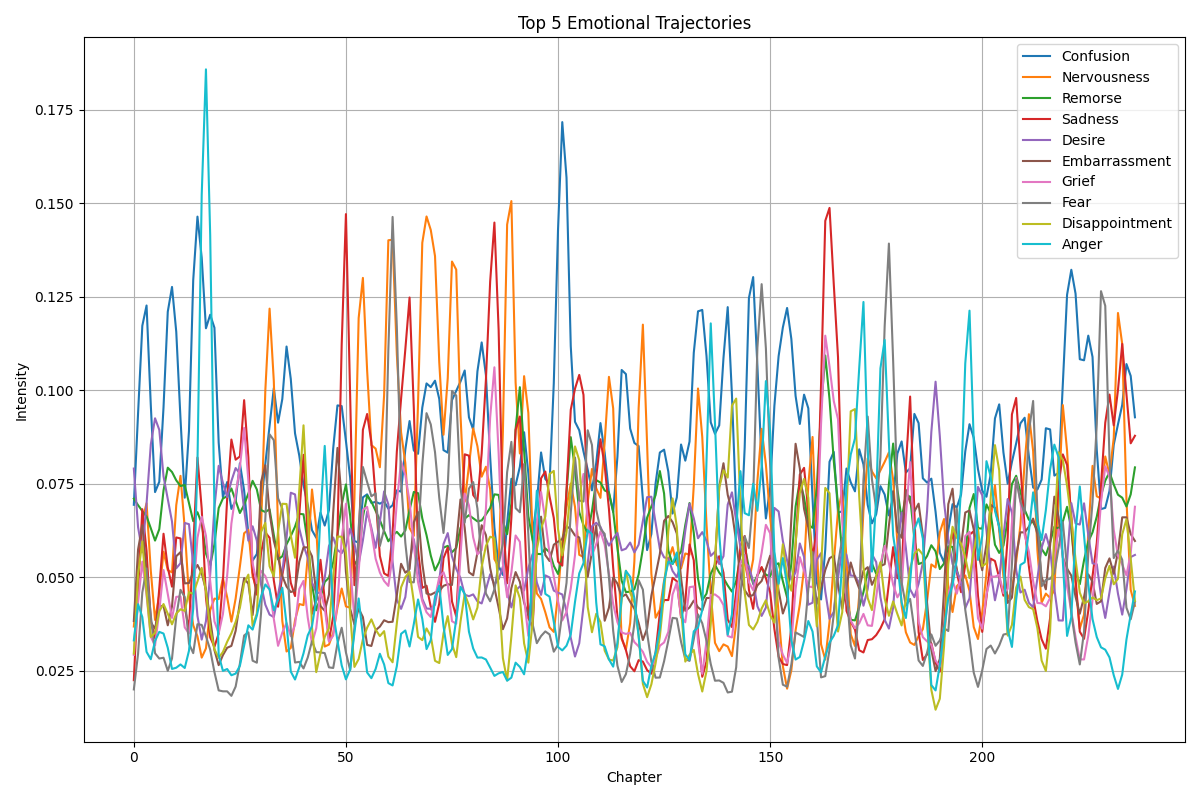 Top 5 Emotional Trajectories
Confusion
Nervousness
Remorse
Sadness
Desire
Embarrassment
Grief
Fear
Disappointment
Anger
Intensity
0.175
0.150
0.125
0.100
0.075
0.050
0.025
0 50 100 150 200
Chapter